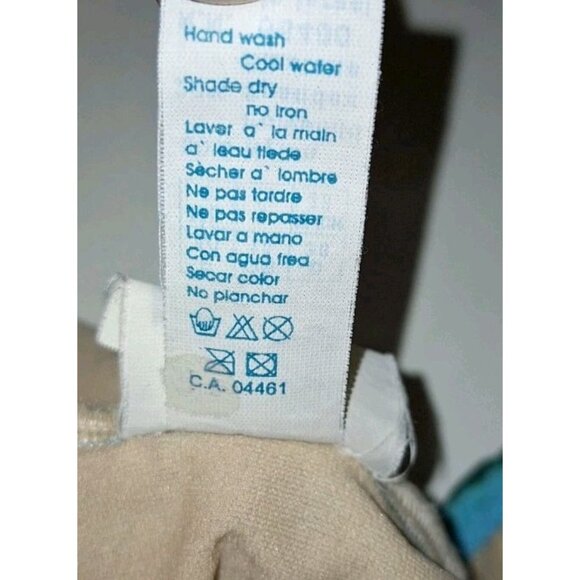 Hand wash
Cool water
Shade dry
no iron
Lavar a` la main
a` leau tiede
Sècher a` lombre
Ne pas tordre
Ne pas repasser
Lavar a mano
Con agua frea
Secar color
No planchar
C.A. 04461